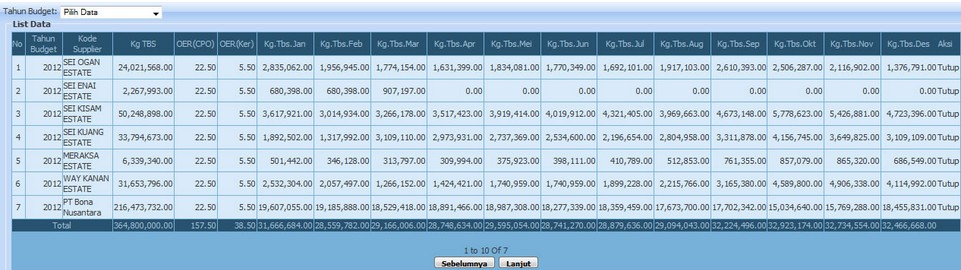 Tahun Budget: Pilih Data
List Data
No Tahun Budget Kode Supplier Kg TBS OER(CPO) OER(Ker) Kg.Tbs.Jan Kg.Tbs.Feb Kg.Tbs.Mar Kg.Tbs.Apr Kg.Tbs.Mei Kg.Tbs.Jun Kg.Tbs.Jul Kg.Tbs.Aug Kg.Tbs.Sep Kg.Tbs.Okt Kg.Tbs.Nov Kg.Tbs.Des Aksi
1 2012 SEI OGAN ESTATE 24,021,568.00 22.50 5.50 2,835,062.00 1,956,945.00 1,774,154.00 1,631,399.00 1,834,081.00 1,770,349.00 1,692,101.00 1,917,103.00 2,610,393.00 2,506,287.00 2,116,902.00 1,376,791.00 Tutup
2 2012 SEI ENAI ESTATE 2,267,993.00 22.50 5.50 680,398.00 680,398.00 907,197.00 0.00 0.00 0.00 0.00 0.00 0.00 0.00 0.00 0.00 Tutup
3 2012 SEI KISAM ESTATE 50,248,898.00 22.50 5.50 3,617,921.00 3,014,934.00 3,266,178.00 3,517,423.00 3,919,414.00 4,019,912.00 4,321,405.00 3,969,663.00 4,673,148.00 5,778,623.00 5,426,881.00 4,723,396.00 Tutup
4 2012 SEI KUANG ESTATE 33,794,673.00 22.50 5.50 1,892,502.00 1,317,992.00 3,109,110.00 2,973,931.00 2,737,369.00 2,534,600.00 2,196,654.00 2,804,958.00 3,311,878.00 4,156,745.00 3,649,825.00 3,109,109.00 Tutup
5 2012 MERAKSA ESTATE 6,339,340.00 22.50 5.50 501,442.00 346,128.00 313,797.00 309,994.00 375,923.00 398,111.00 410,789.00 512,853.00 761,355.00 857,079.00 865,320.00 686,549.00 Tutup
6 2012 WAY KANAN ESTATE 31,653,796.00 22.50 5.50 2,532,304.00 2,057,497.00 1,266,152.00 1,424,421.00 1,740,959.00 1,740,959.00 1,899,228.00 2,215,766.00 3,165,380.00 4,589,800.00 4,906,338.00 4,114,992.00 Tutup
7 2012 PT Bona Nusantara 216,473,732.00 22.50 5.50 19,607,055.00 19,185,888.00 18,529,418.00 18,891,466.00 18,987,308.00 18,277,339.00 18,359,459.00 17,673,700.00 17,702,342.00 15,034,640.00 15,769,288.00 18,455,831.00 Tutup
Total 364,800,000.00 157.50 38.50 31,666,684.00 28,559,782.00 29,166,006.00 28,748,634.00 29,595,054.00 28,741,270.00 28,879,636.00 29,094,043.00 32,224,496.00 32,923,174.00 32,734,554.00 32,466,668.00
1 to 10 Of 7
Sebelumnya Lanjut